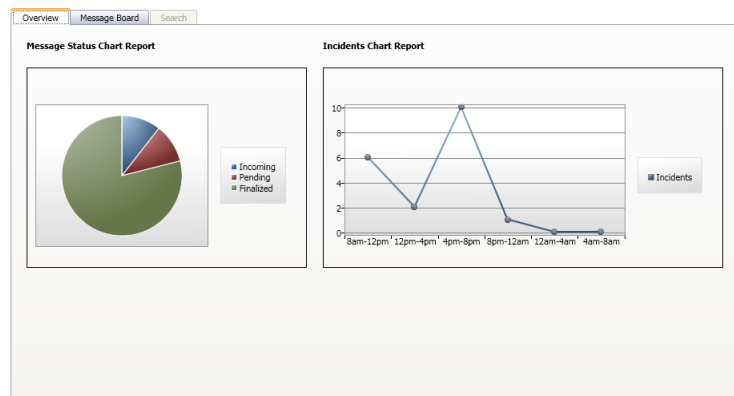 Overview Message Board Search
Message Status Chart Report
Incoming
Pending
Finalized
Incidents Chart Report
10
8
6
4
2
0
8am-12pm 12pm-4pm 4pm-8pm 8pm-12am 12am-4am 4am-8am
Incidents